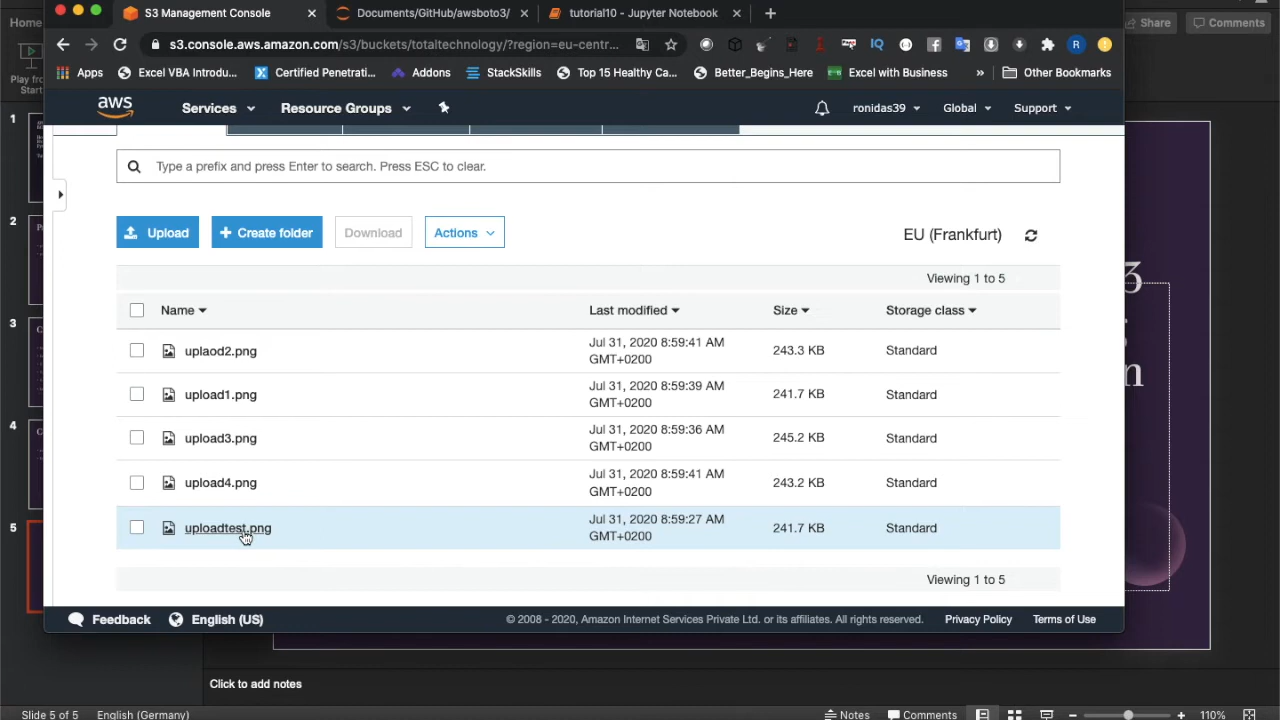 Home
S3 Management Console
Documents/GitHub/awsboto3/
tutorial10 - Jupyter Notebook
Share
Comments
Play from
Start
s3.console.aws.amazon.com/s3/buckets/totaltechnology/?region=eu-centr...
R
Apps
Excel VBA Introdu...
Certified Penetrati...
Addons
StackSkills
Top 15 Healthy Ca...
Better_Begins_Here
Excel with Business
»
Other Bookmarks
aws
Services
Resource Groups
ronidas39
Global
Support
Type a prefix and press Enter to search. Press ESC to clear.
Upload
Create folder
Download
Actions
EU (Frankfurt)
Viewing 1 to 5
Name
Last modified
Size
Storage class
uplaod2.png
Jul 31, 2020 8:59:41 AM
GMT+0200
243.3 KB
Standard
upload1.png
Jul 31, 2020 8:59:39 AM
GMT+0200
241.7 KB
Standard
upload3.png
Jul 31, 2020 8:59:36 AM
GMT+0200
245.2 KB
Standard
upload4.png
Jul 31, 2020 8:59:41 AM
GMT+0200
243.2 KB
Standard
uploadtest.png
Jul 31, 2020 8:59:27 AM
GMT+0200
241.7 KB
Standard
Viewing 1 to 5
Feedback
English (US)
© 2008 - 2020, Amazon Internet Services Private Ltd. or its affiliates. All rights reserved.
Privacy Policy
Terms of Use
1
2
3
4
5
Click to add notes
Slide 5 of 5
English (Germany)
Notes
Comments
110%